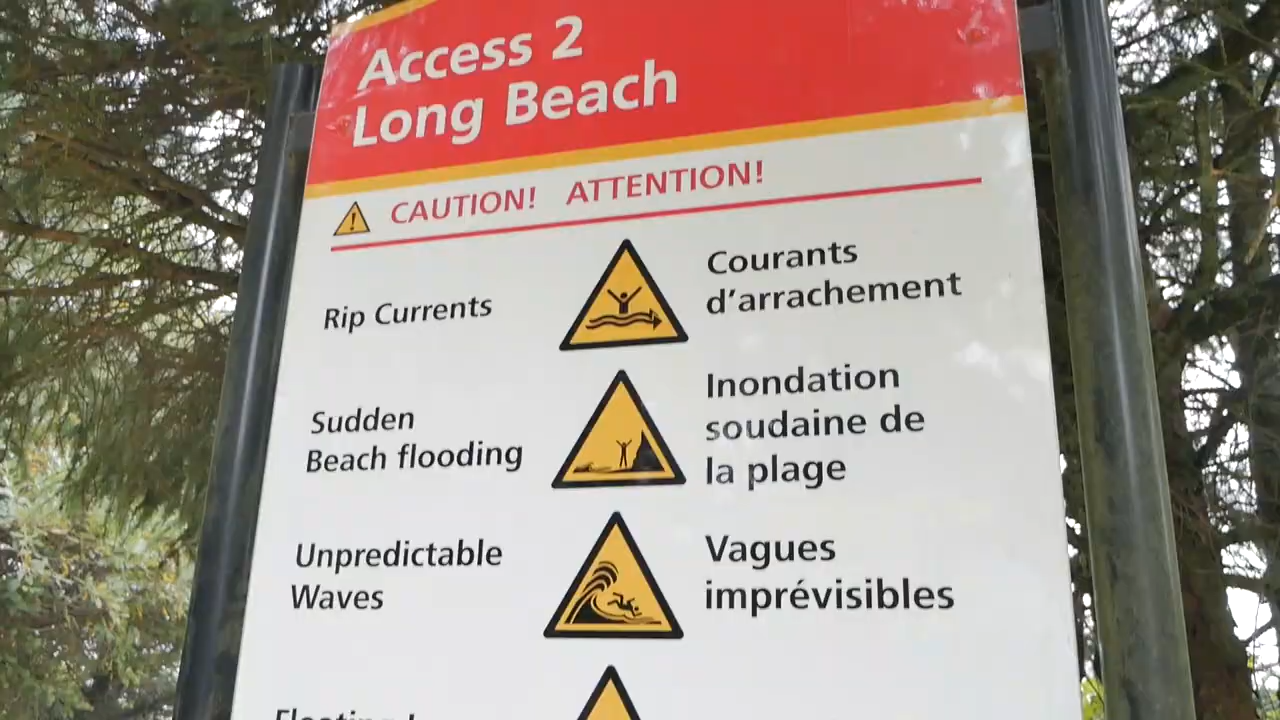 Access 2
Long Beach
CAUTION! ATTENTION!
Rip Currents
Courants
d'arrachement
Sudden
Beach flooding
Inondation
soudaine de
la plage
Unpredictable
Waves
Vagues
imprévisibles